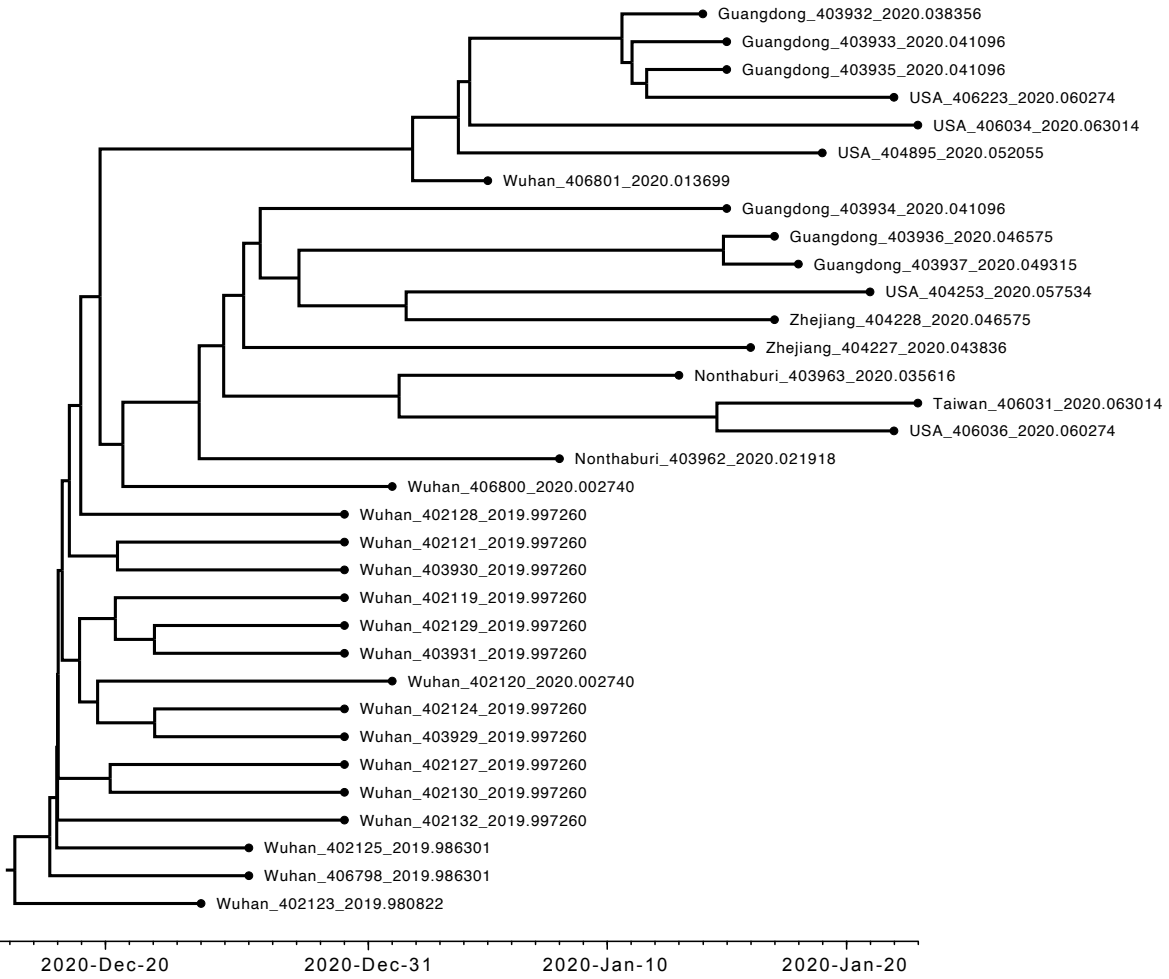 Guangdong_403932_2020.038356
Guangdong_403933_2020.041096
Guangdong_403935_2020.041096
USA_406223_2020.060274
USA_406034_2020.063014
USA_404895_2020.052055
Wuhan_406801_2020.013699
Guangdong_403934_2020.041096
Guangdong_403936_2020.046575
Guangdong_403937_2020.049315
USA_404253_2020.057534
Zhejiang_404228_2020.046575
Zhejiang_404227_2020.043836
Nonthaburi_403963_2020.035616
Taiwan_406031_2020.063014
USA_406036_2020.060274
Nonthaburi_403962_2020.021918
Wuhan_406800_2020.002740
Wuhan_402128_2019.997260
Wuhan_402121_2019.997260
Wuhan_403930_2019.997260
Wuhan_402119_2019.997260
Wuhan_402129_2019.997260
Wuhan_403931_2019.997260
Wuhan_402120_2020.002740
Wuhan_402124_2019.997260
Wuhan_403929_2019.997260
Wuhan_402127_2019.997260
Wuhan_402130_2019.997260
Wuhan_402132_2019.997260
Wuhan_402125_2019.986301
Wuhan_406798_2019.986301
Wuhan_402123_2019.980822
2020-Dec-20 2020-Dec-31 2020-Jan-10 2020-Jan-20